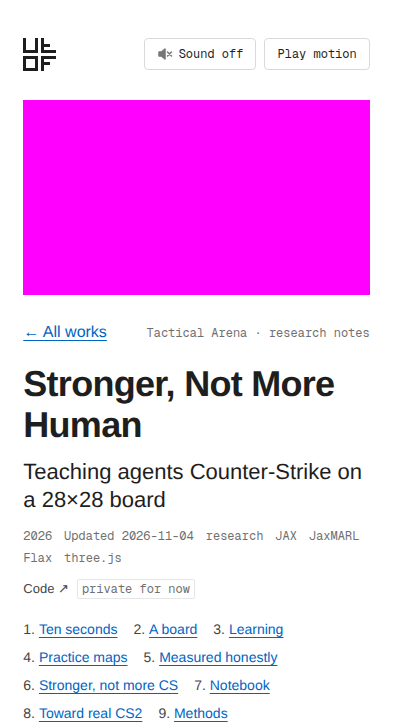 UToF
Sound off Play motion
← All works Tactical Arena · research notes
Stronger, Not More
Human
Teaching agents Counter-Strike on
a 28×28 board
2026 Updated 2026-11-04 research JAX JaxMARL
Flax three.js
Code ↗ private for now
1. Ten seconds 2. A board 3. Learning
4. Practice maps 5. Measured honestly
6. Stronger, not more CS 7. Notebook
8. Toward real CS2 9. Methods